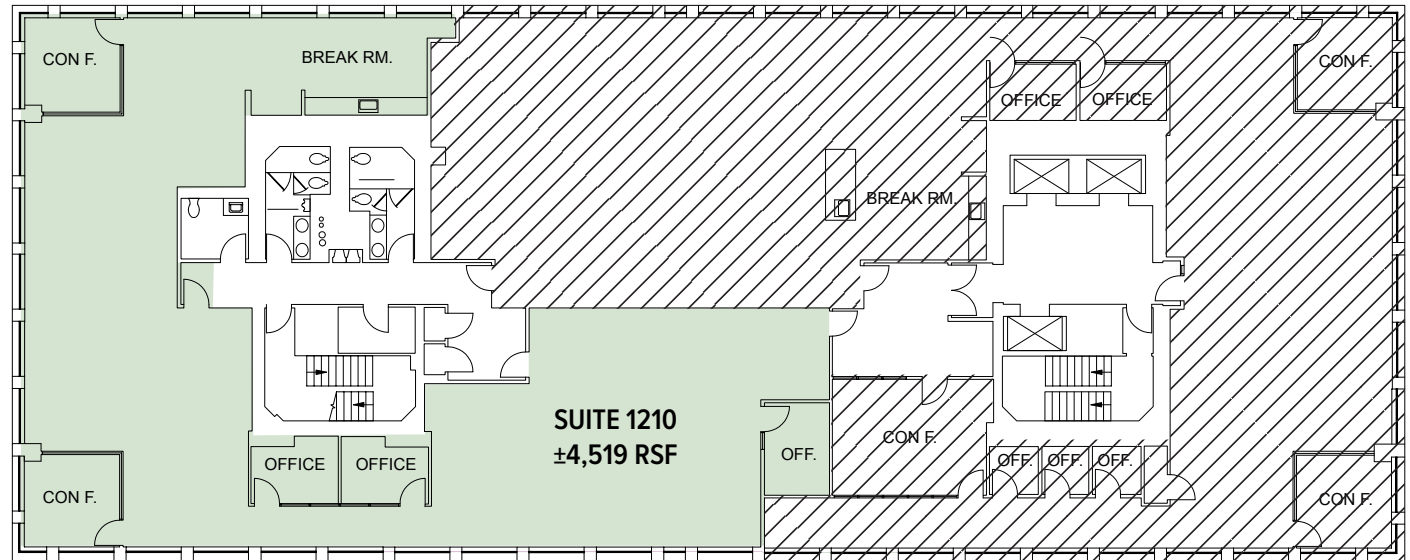 CON F.
BREAK RM.
CON F.
OFFICE
OFFICE
BREAK RM.
SUITE 1210
±4,519 RSF
CON F.
OFF.
OFFICE
OFFICE
OFF.
OFF.
OFF.
CON F.
CON F.